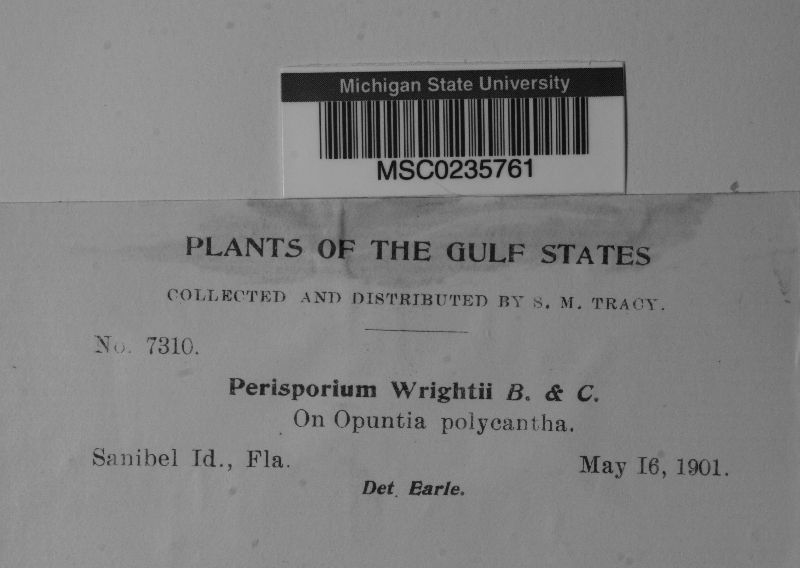 Michigan State University
MSC0235761
PLANTS OF THE GULF STATES
COLLECTED AND DISTRIBUTED BY S. M. TRACY.
No. 7310.
Perisporium Wrightii B. & C.
On Opuntia polycantha.
Sanibel Id., Fla. May 16, 1901.
Det. Earle.